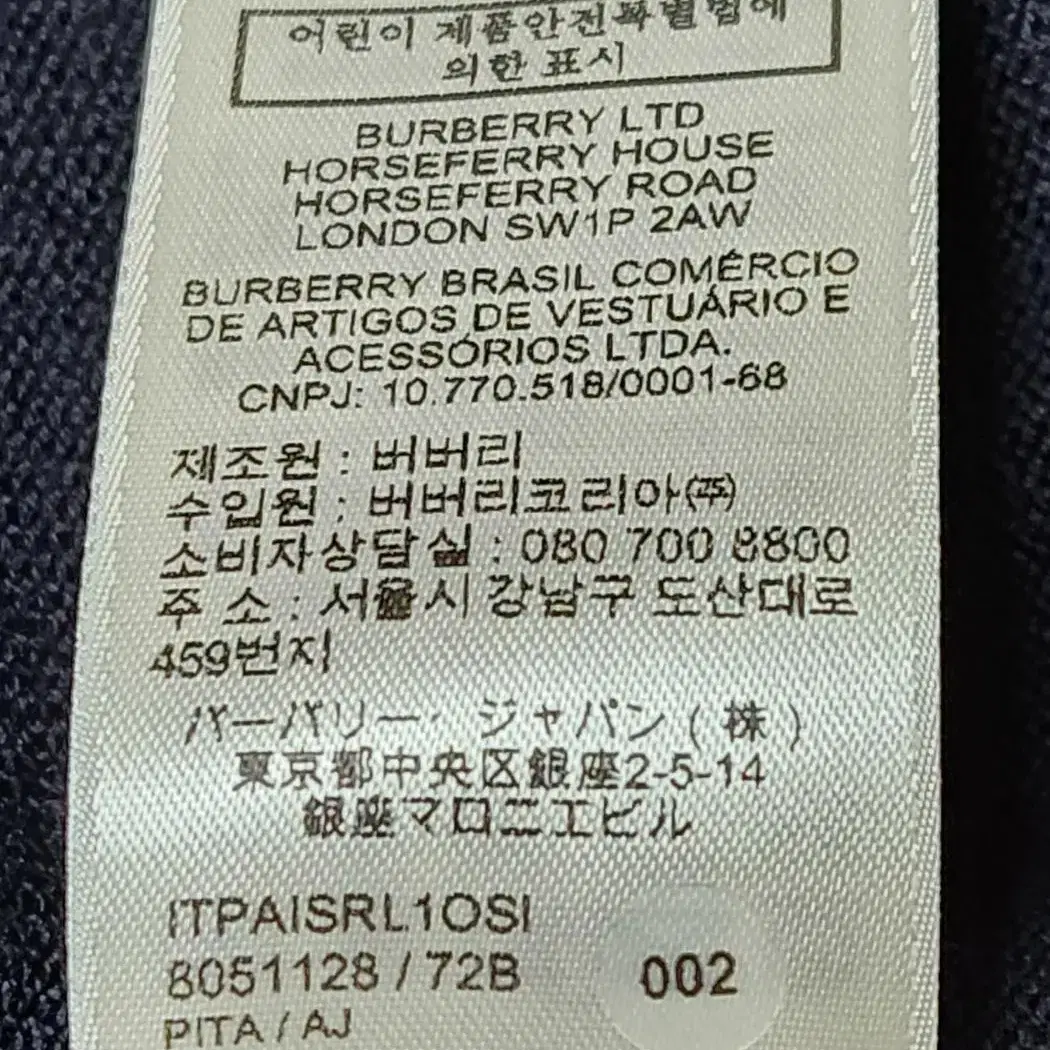 어린이 제품안전특별법에
의한 표시
BURBERRY LTD
HORSEFERRY HOUSE
HORSEFERRY ROAD
LONDON SW1P 2AW
BURBERRY BRASIL COMÉRCIO
DE ARTIGOS DE VESTUÁRIO E
ACESSÓRIOS LTDA.
CNPJ: 10.770.518/0001-68
제조원 : 버버리
수입원 : 버버리코리아㈜
소비자상담실 : 080 700 8800
주 소 : 서울시 강남구 도산대로
459번지
バーバリー・ジャパン(株)
東京都中央区銀座2-5-14
銀座マロニエビル
ITPAISRL1OSI
8051128 / 72B
002
PITA / AJ